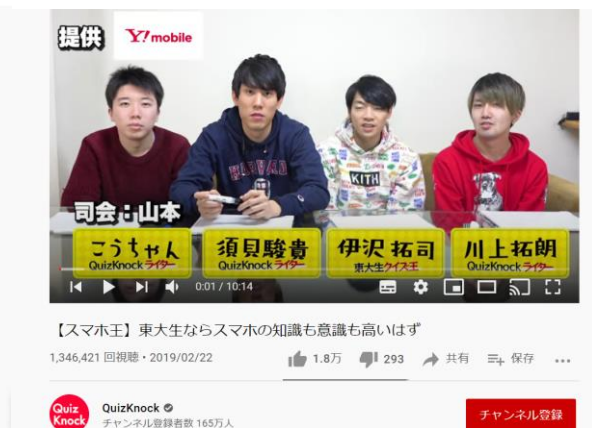 提供
Y!mobile
HARVARD
KITH
司会:山本
こうちゃん
QuizKnock ライター
須貝駿貴
QuizKnock ライター
伊沢拓司
東大生クイズ王
川上拓朗
QuizKnock ライター
0:01 / 10:14
【スマホ王】東大生ならスマホの知識も意識も高いはず
1,346,421 回視聴・2019/02/22
1.8万
293
共有
保存
Quiz
Knock
QuizKnock
チャンネル登録者数 165万人
チャンネル登録